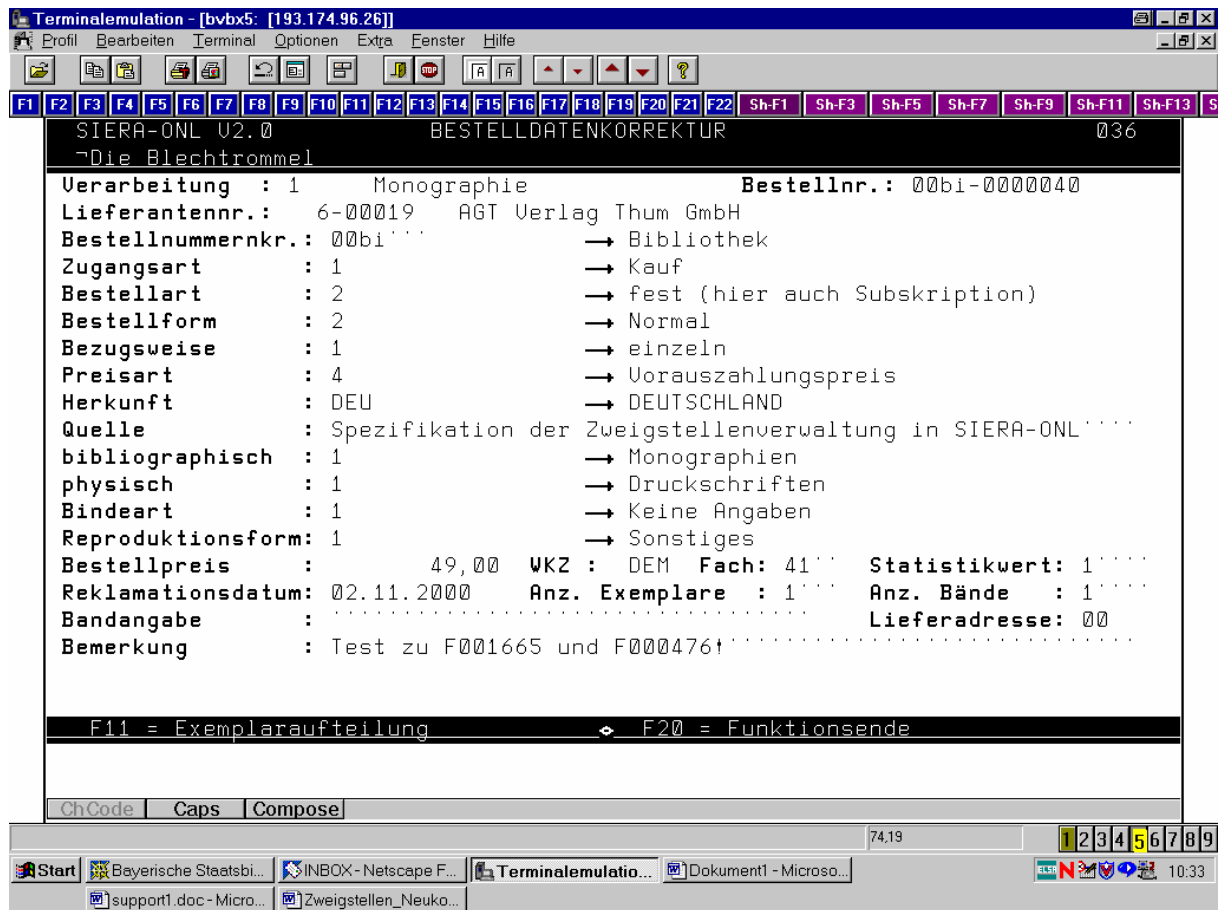 Terminalemulation - [bvbx5: [193.174.96.26]]
Profil Bearbeiten Terminal Optionen Extra Fenster Hilfe
STOP A A ?
F1 F2 F3 F4 F5 F6 F7 F8 F9 F10 F11 F12 F13 F14 F15 F16 F17 F18 F19 F20 F21 F22 Sh-F1 Sh-F3 Sh-F5 Sh-F7 Sh-F9 Sh-F11 Sh-F13 S
SIERA-ONL V2.0 BESTELLDATENKORREKTUR 036
¬Die Blechtrommel
Verarbeitung : 1 Monographie Bestellnr.: 00bi-0000040
Lieferantennr.: 6-00019 AGT Verlag Thum GmbH
Bestellnummernkr.: 00bi → Bibliothek
Zugangsart : 1 → Kauf
Bestellart : 2 → fest (hier auch Subskription)
Bestellform : 2 → Normal
Bezugsweise : 1 → einzeln
Preisart : 4 → Vorauszahlungspreis
Herkunft : DEU → DEUTSCHLAND
Quelle : Spezifikation der Zweigstellenverwaltung in SIERA-ONL
bibliographisch : 1 → Monographien
physisch : 1 → Druckschriften
Bindeart : 1 → Keine Angaben
Reproduktionsform: 1 → Sonstiges
Bestellpreis : 49,00 WKZ : DEM Fach: 41 Statistikwert: 1
Reklamationsdatum: 02.11.2000 Anz. Exemplare : 1 Anz. Bände : 1
Bandangabe : Lieferadresse: 00
Bemerkung : Test zu F001665 und F000476!
F11 = Exemplaraufteilung F20 = Funktionsende
ChCode Caps Compose
74,19 1 2 3 4 5 6 7 8 9
Start Bayerische Staatsbi... INBOX - Netscape F... Terminalemulatio... Dokument1 - Microso... 10:33
support1.doc - Micro... Zweigstellen_Neuko...